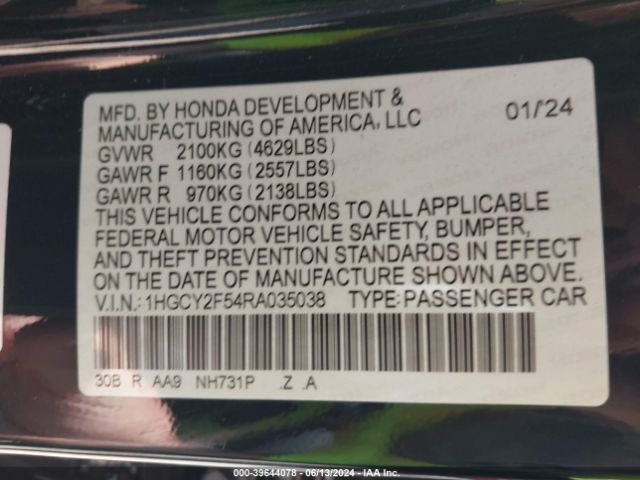 MFD. BY HONDA DEVELOPMENT &
MANUFACTURING OF AMERICA, LLC 01/'24
GVWR 2100KG (4629LBS)
GAWR F 1160KG (2557LBS)
GAWR R 970KG (2138LBS)
THIS VEHICLE CONFORMS TO ALL APPLICABLE
FEDERAL MOTOR VEHICLE SAFETY, BUMPER,
AND THEFT PREVENTION STANDARDS IN EFFECT
ON THE DATE OF MANUFACTURE SHOWN ABOVE.
V.I.N.: 1HGCY2F54RA035038 TYPE: PASSENGER CAR
30B R AA9 NH731P .Z .A
000-39644078 - 06/13/2024 - IAA Inc.